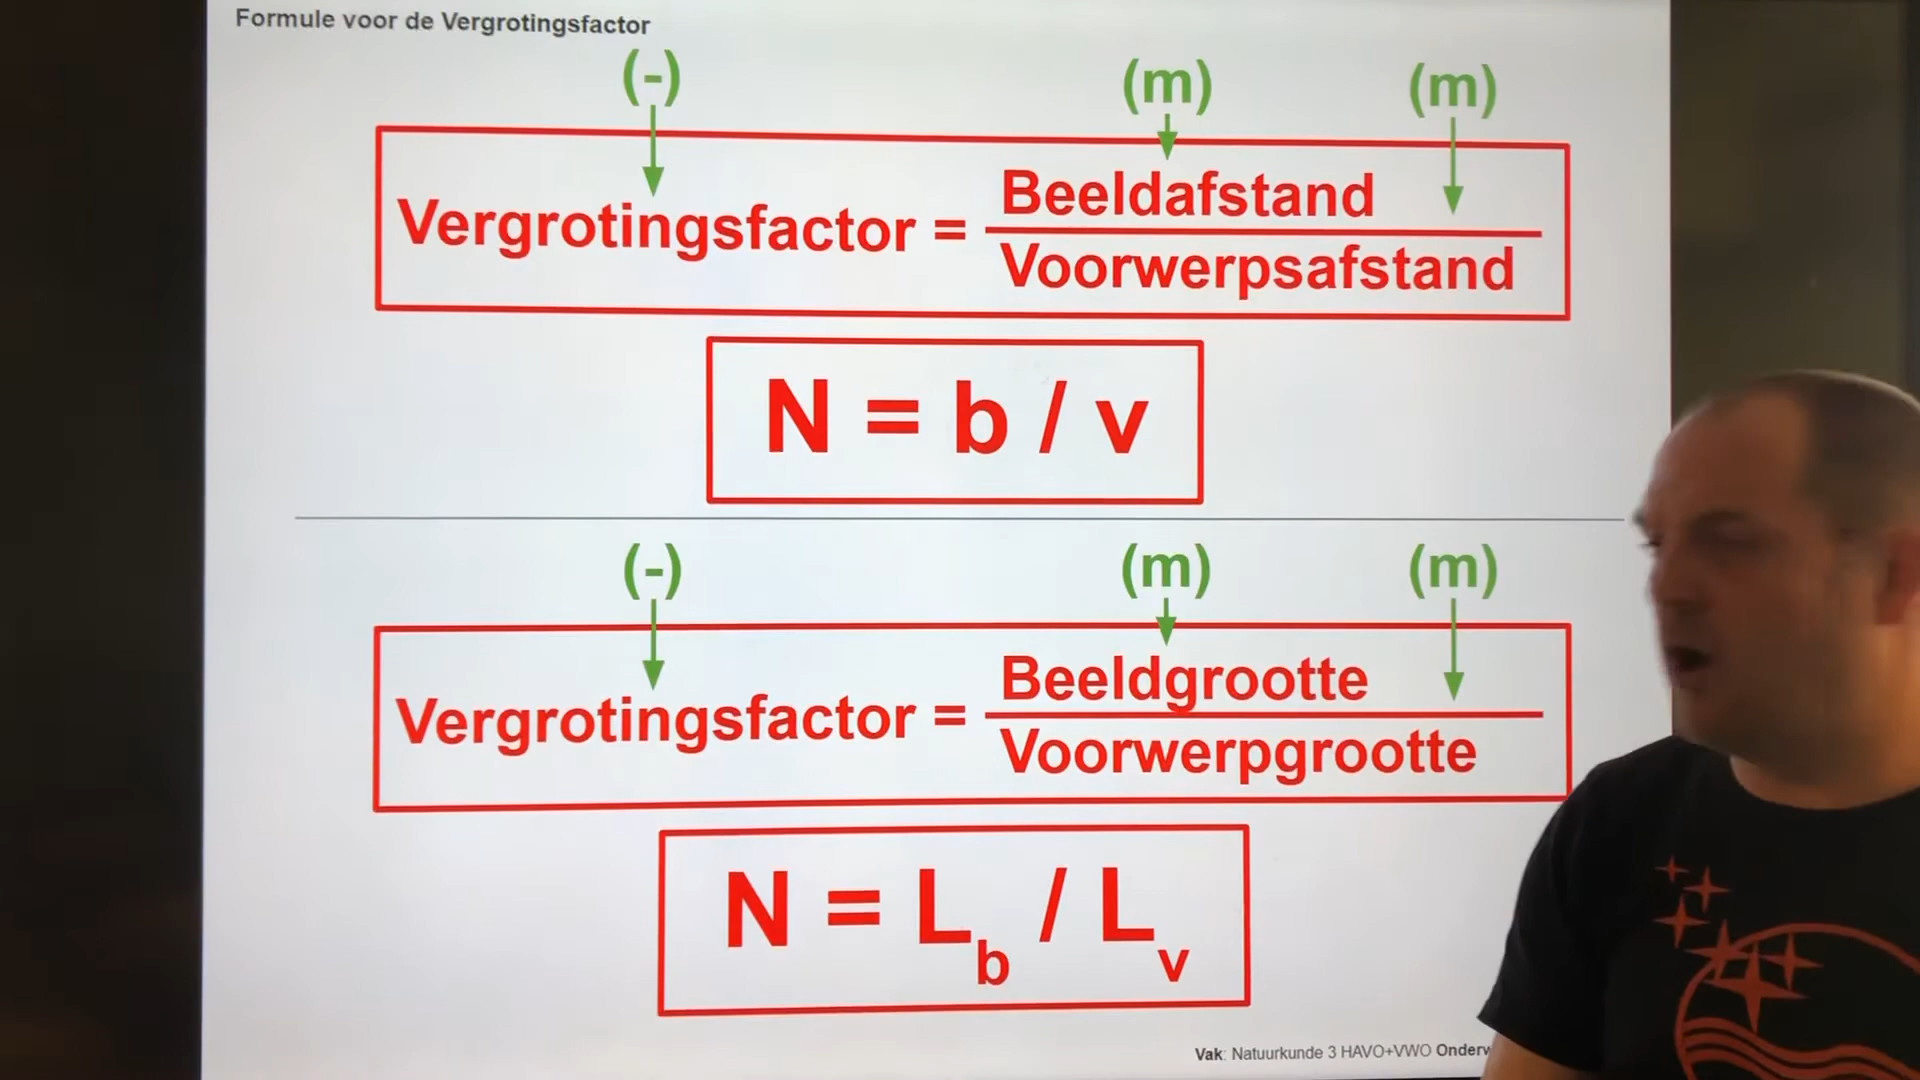 Formule voor de Vergrotingsfactor
(-) (m) (m)
Vergrotingsfactor = Beeldafstand
Voorwerpsafstand
N = b / v
(-) (m) (m)
Vergrotingsfactor = Beeldgrootte
Voorwerpgrootte
N = Lb / Lv
Vak: Natuurkunde 3 HAVO+VWO